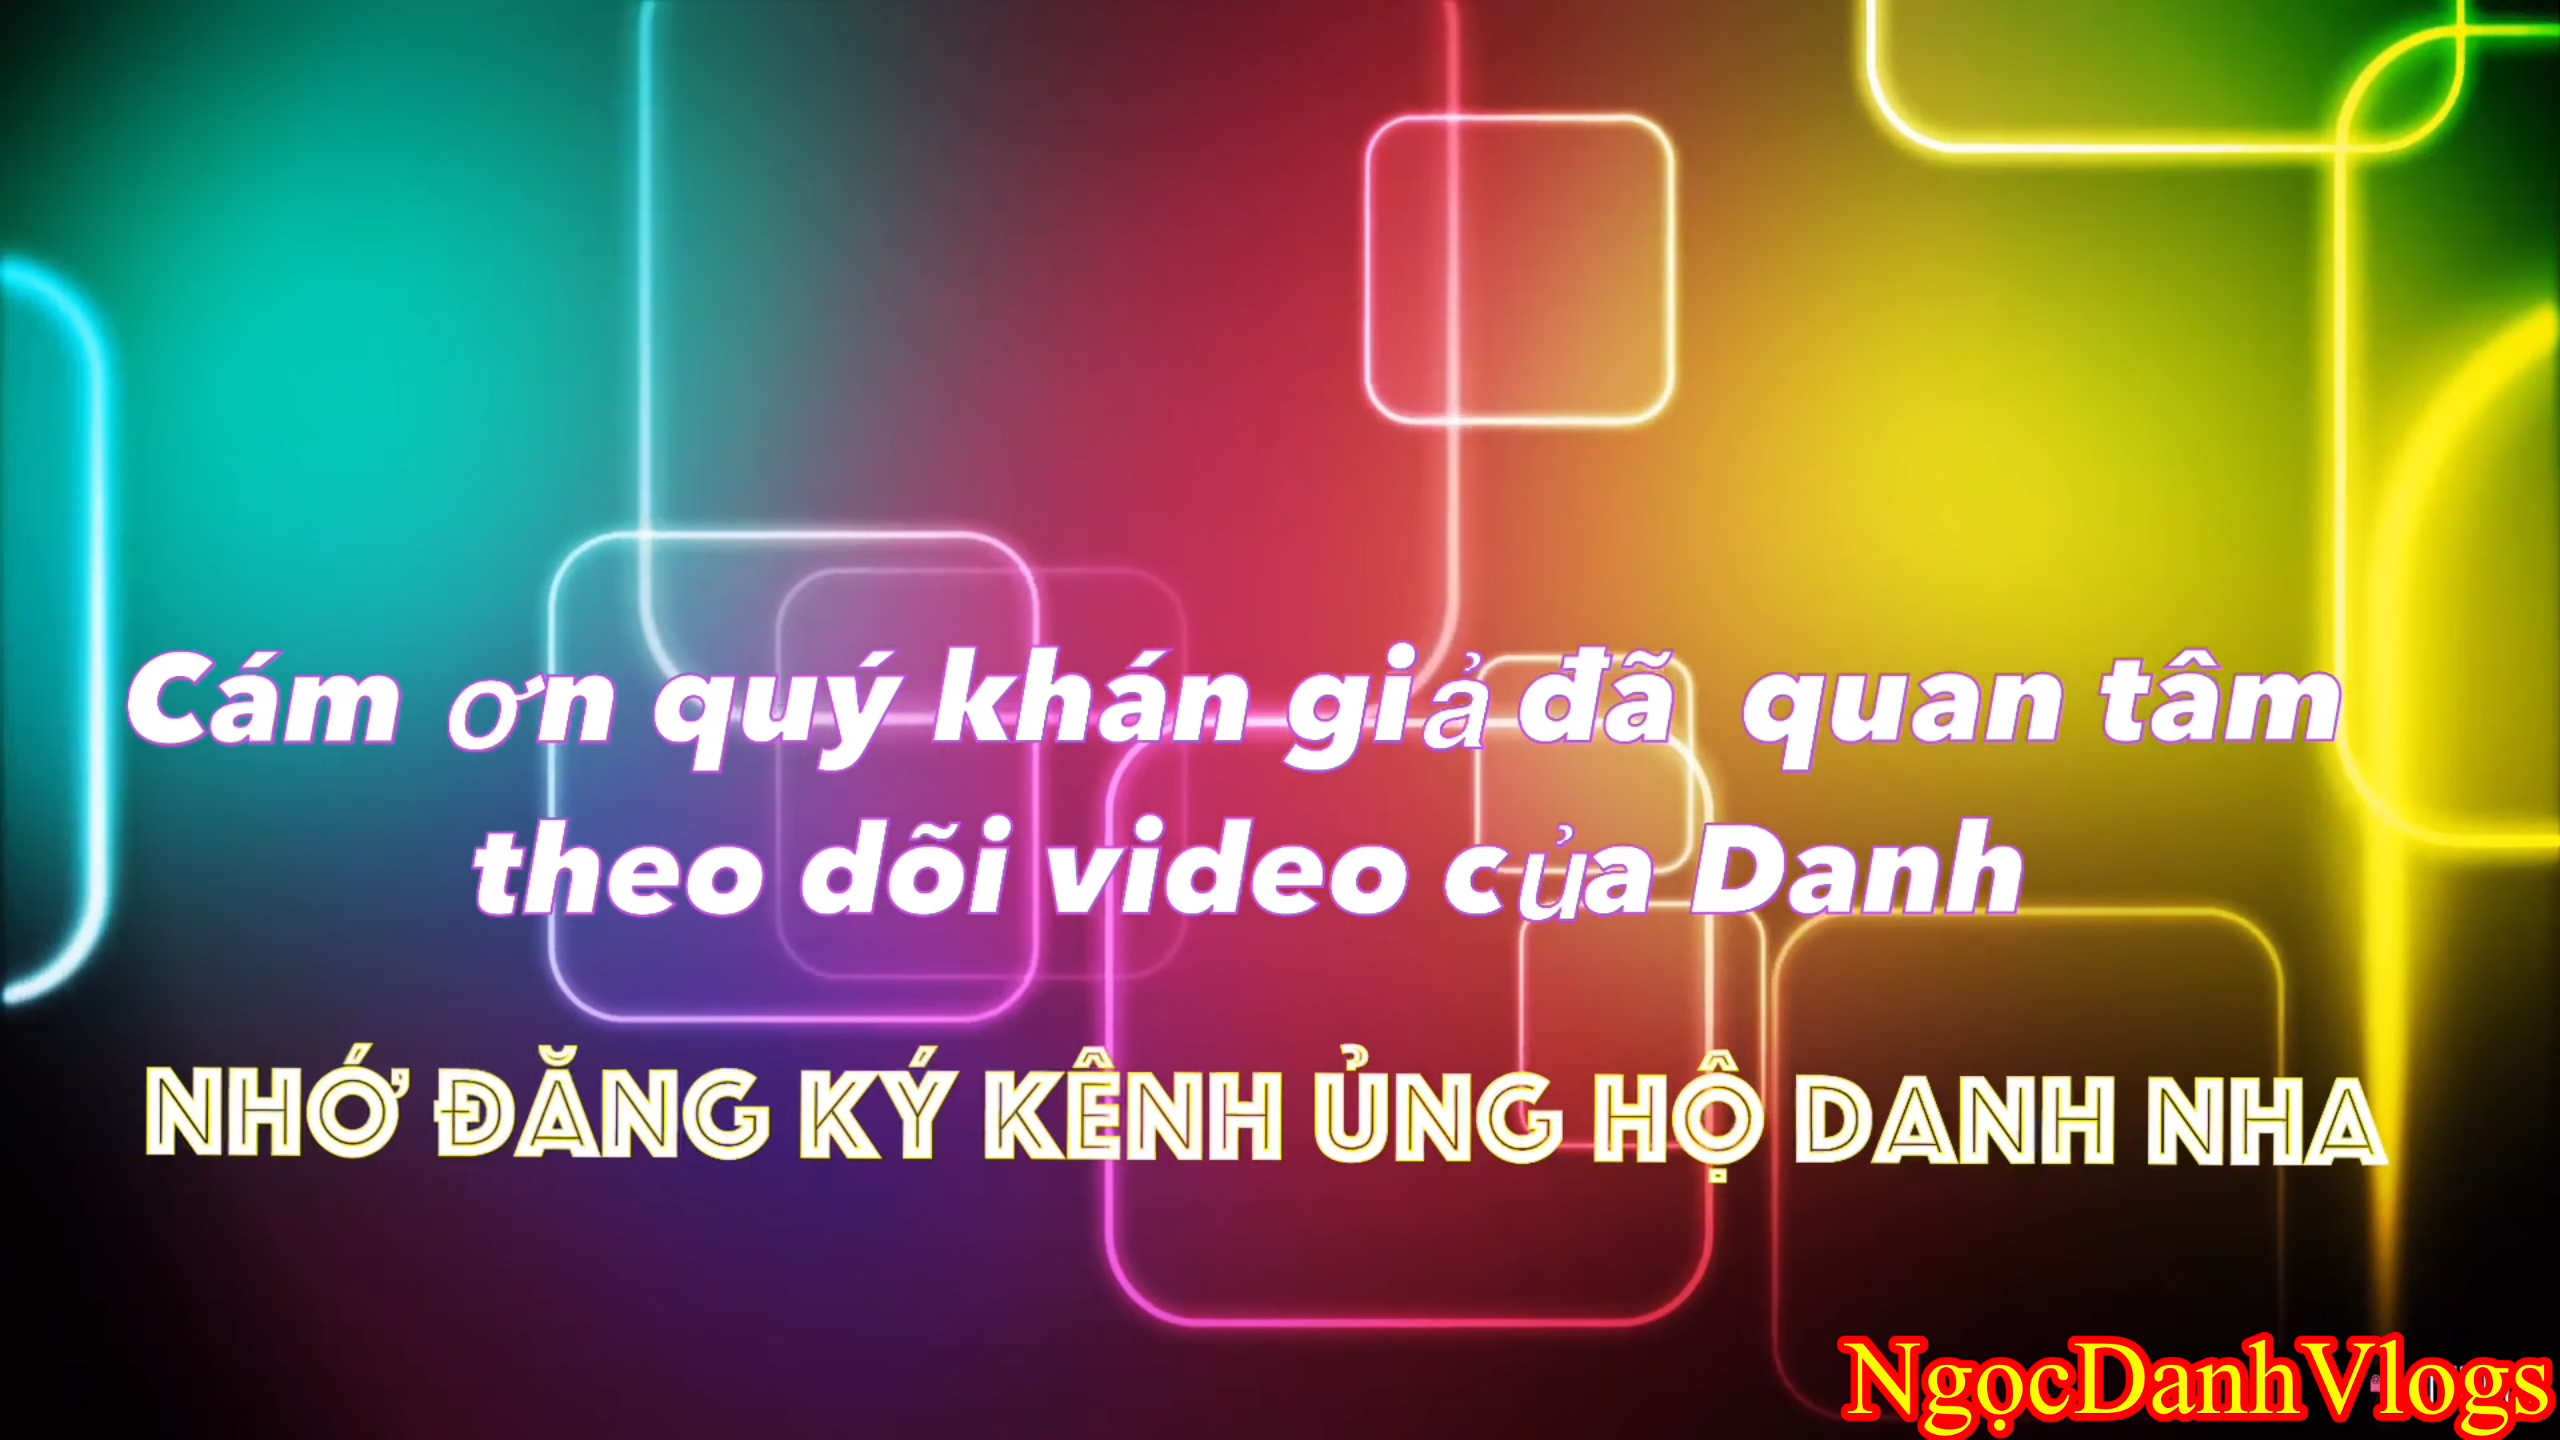 Cám ơn quý khán giả đã quan tâm
theo dõi video của Danh
NHỚ ĐĂNG KÝ KÊNH ỦNG HỘ DANH NHA
NgọcDanhVlogs